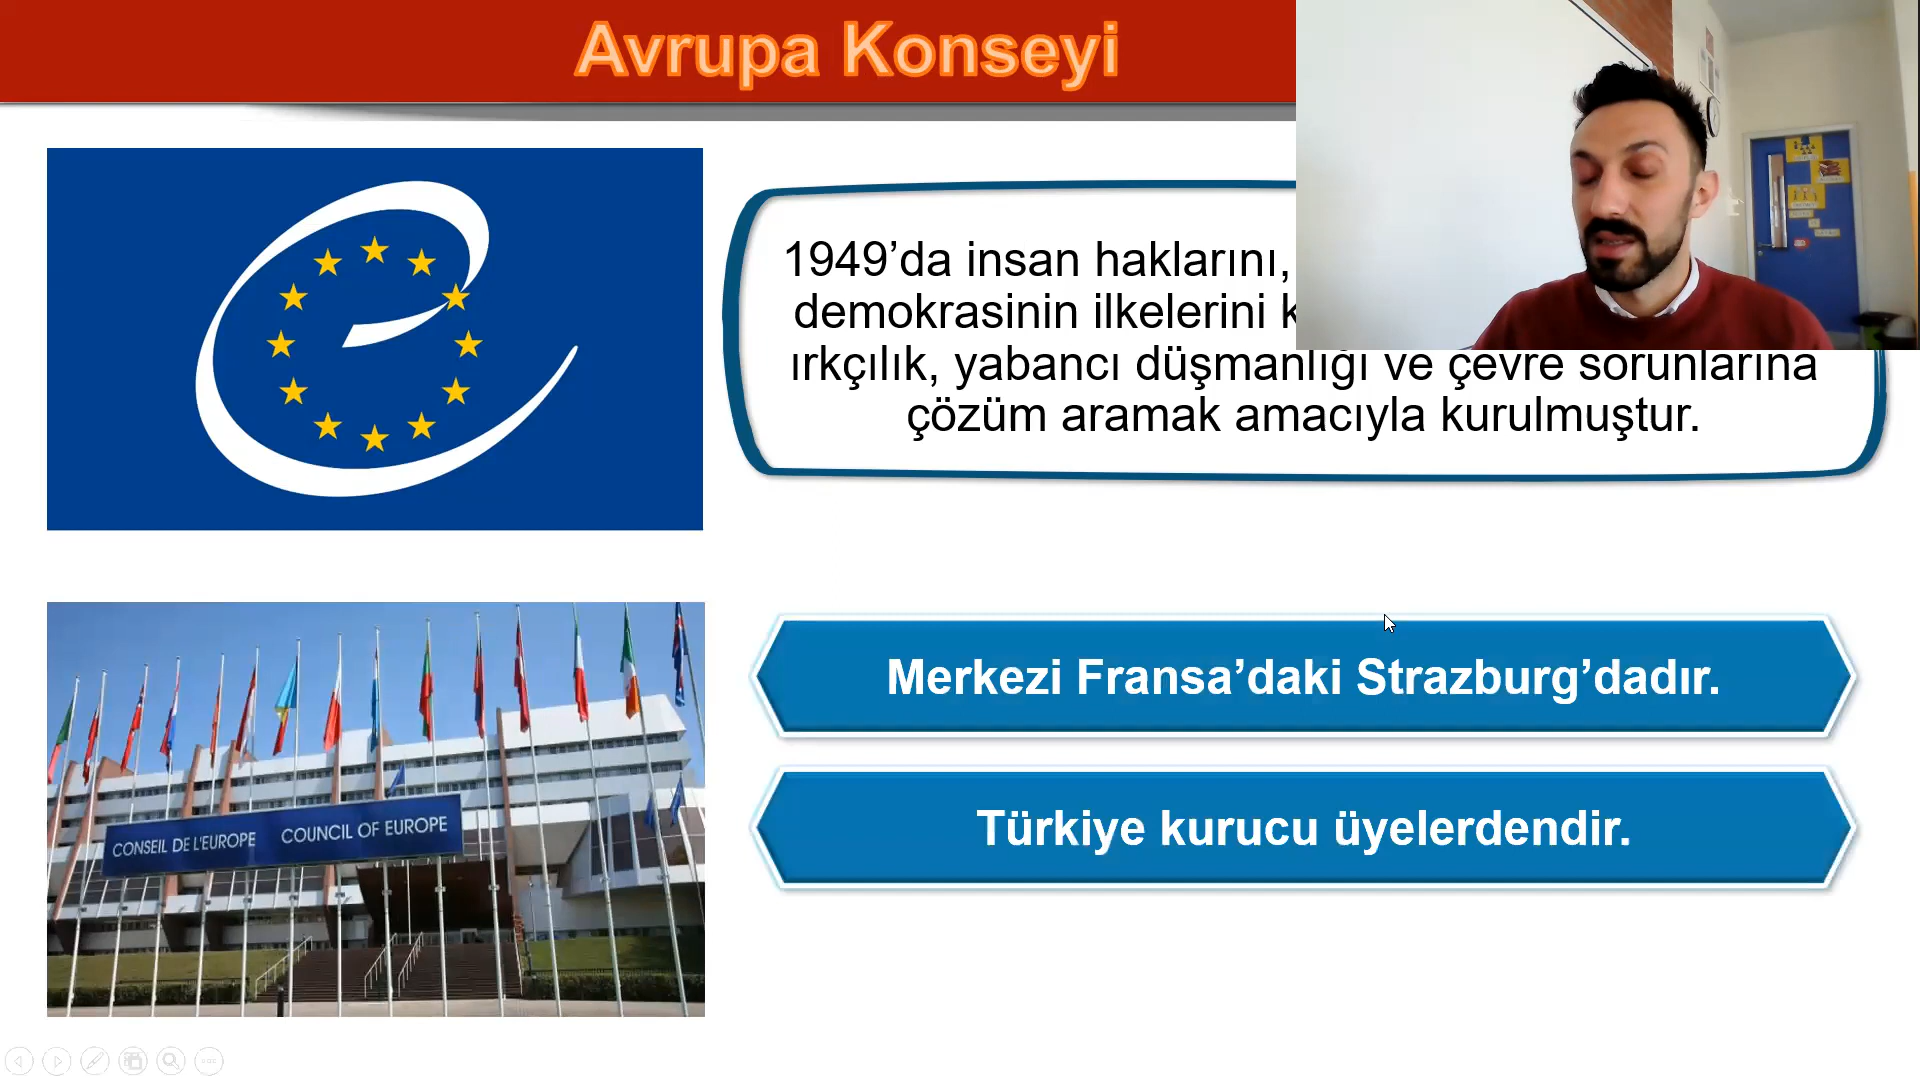 Avrupa Konseyi
1949’da insan haklarını,
demokrasinin ilkelerini
ırkçılık, yabancı düşmanlığı ve çevre sorunlarına
çözüm aramak amacıyla kurulmuştur.
CONSEIL DE L'EUROPE COUNCIL OF EUROPE
Merkezi Fransa’daki Strazburg’dadır.
Türkiye kurucu üyelerdendir.